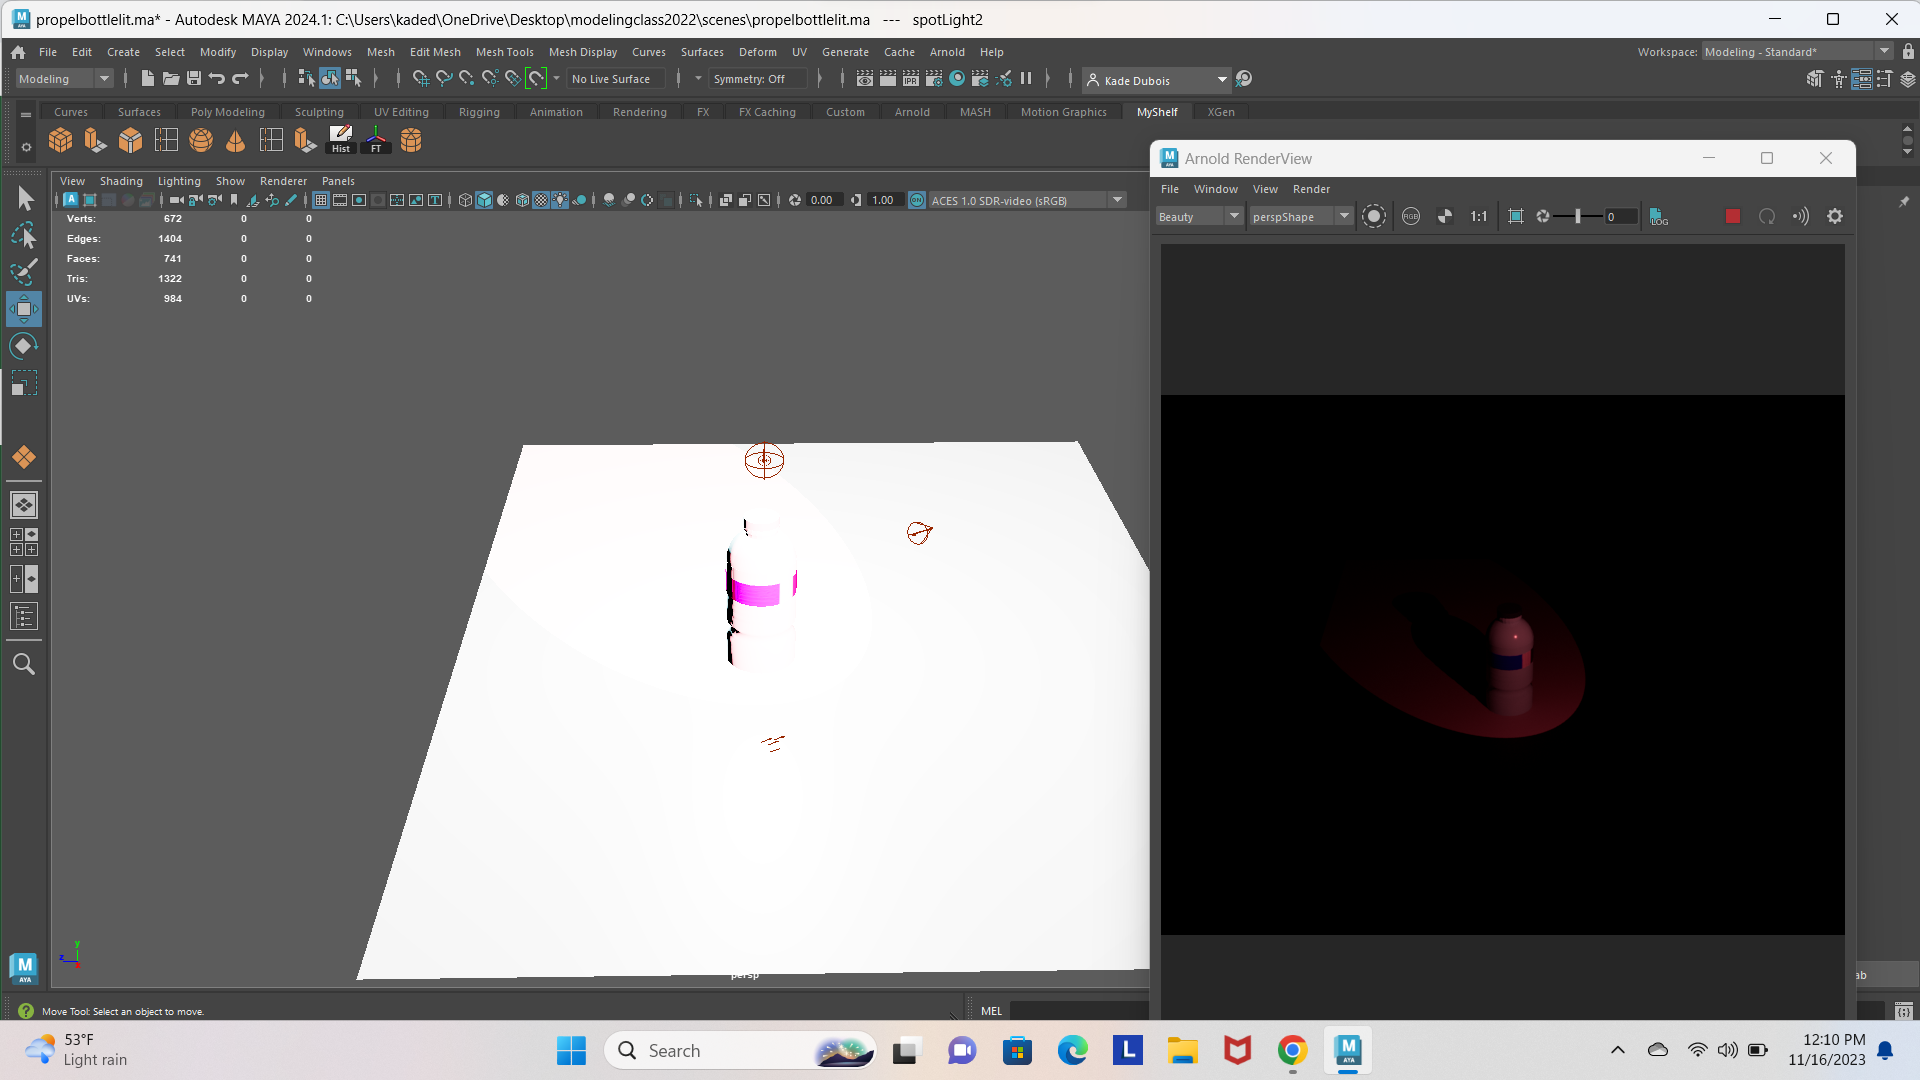 propelbottlelit.ma* - Autodesk MAYA 2024.1: C:\Users\kaded\OneDrive\Desktop\modelingclass2022\scenes\propelbottlelit.ma --- spotLight2
File Edit Create Select Modify Display Windows Mesh Edit Mesh Mesh Tools Mesh Display Curves Surfaces Deform UV Generate Cache Arnold Help
Workspace: Modeling - Standard*
Modeling
No Live Surface
Symmetry: Off
IPR
Kade Dubois
Curves Surfaces Poly Modeling Sculpting UV Editing Rigging Animation Rendering FX FX Caching Custom Arnold MASH Motion Graphics MyShelf XGen
Hist FT
View Shading Lighting Show Renderer Panels
0.00 1.00 ON ACES 1.0 SDR-video (sRGB)
Verts: 672 0 0
Edges: 1404 0 0
Faces: 741 0 0
Tris: 1322 0 0
UVs: 984 0 0
persp
y
z
x
M
AYA
Move Tool: Select an object to move.
MEL
Arnold RenderView
File Window View Render
Beauty perspShape RGB 1:1 0 LOG
ab
53°F
Light rain
Search
L
M
AYA
12:10 PM
11/16/2023